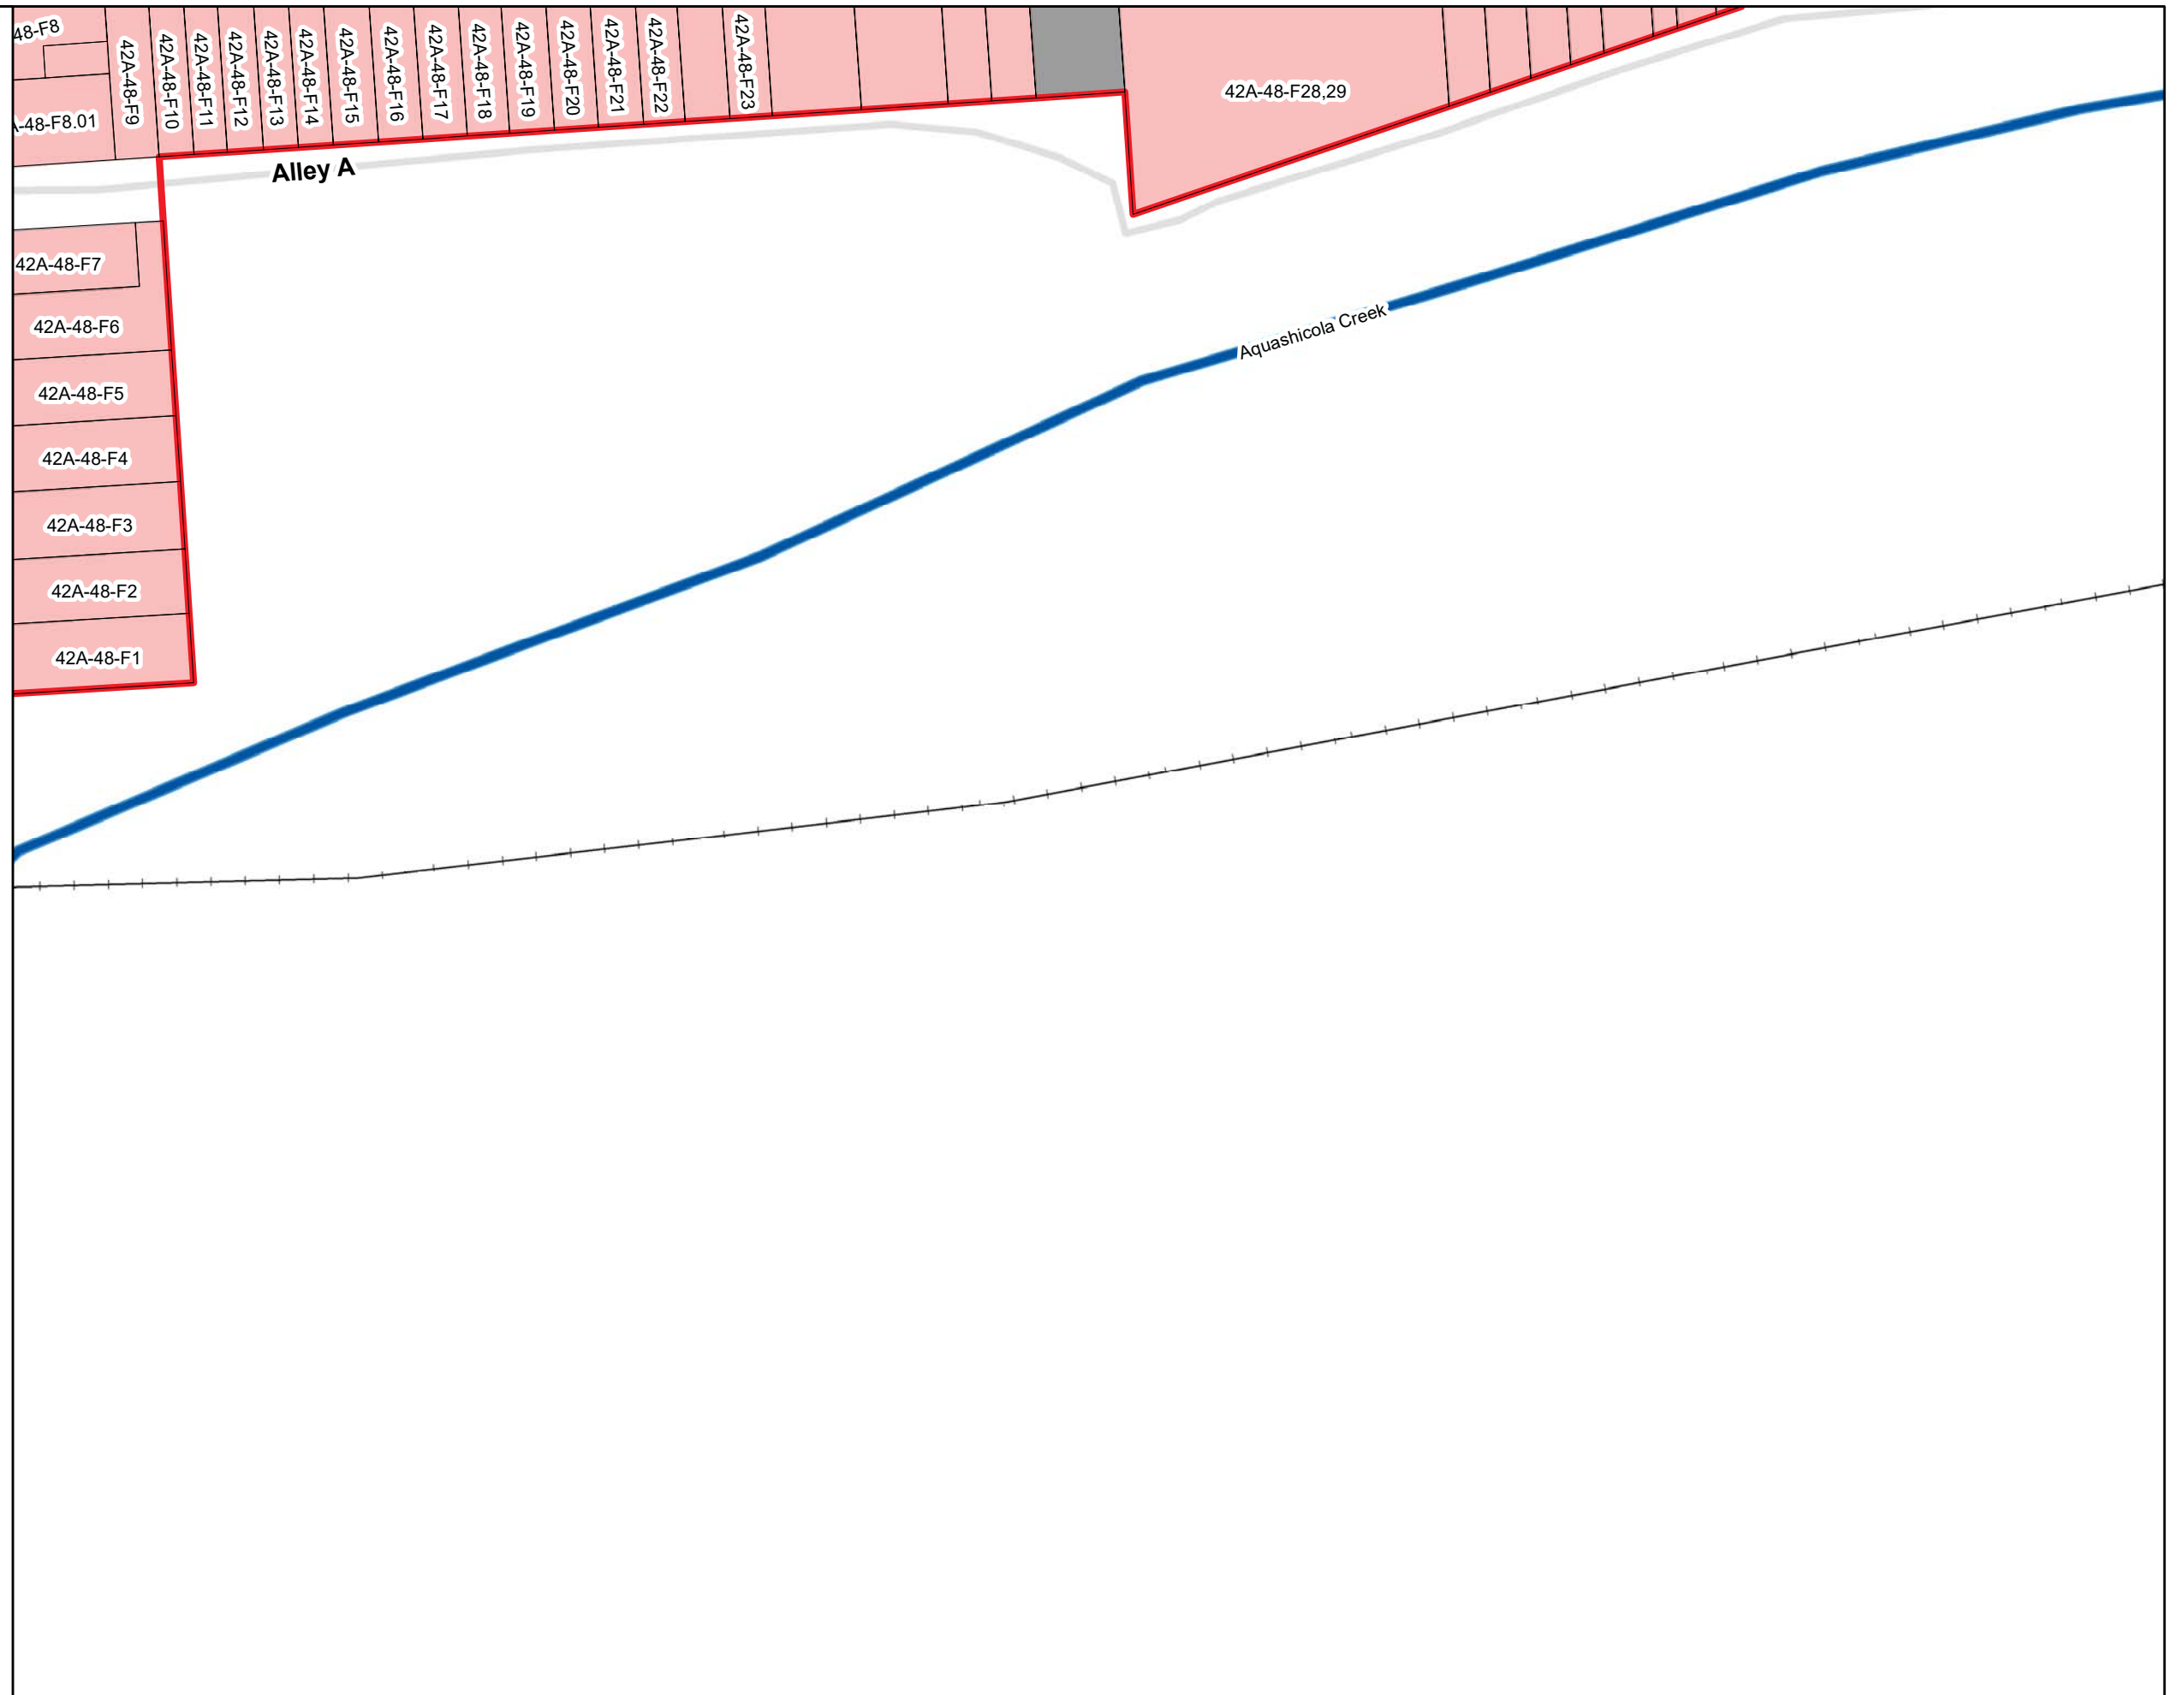 48-F8
42A-48-F9
42A-48-F10
42A-48-F11
42A-48-F12
42A-48-F13
42A-48-F14
42A-48-F15
42A-48-F16
42A-48-F17
42A-48-F18
42A-48-F19
42A-48-F20
42A-48-F21
42A-48-F22
42A-48-F23
42A-48-F28,29
-48-F8.01
Alley A
42A-48-F7
42A-48-F6
Aquashicola Creek
42A-48-F5
42A-48-F4
42A-48-F3
42A-48-F2
42A-48-F1